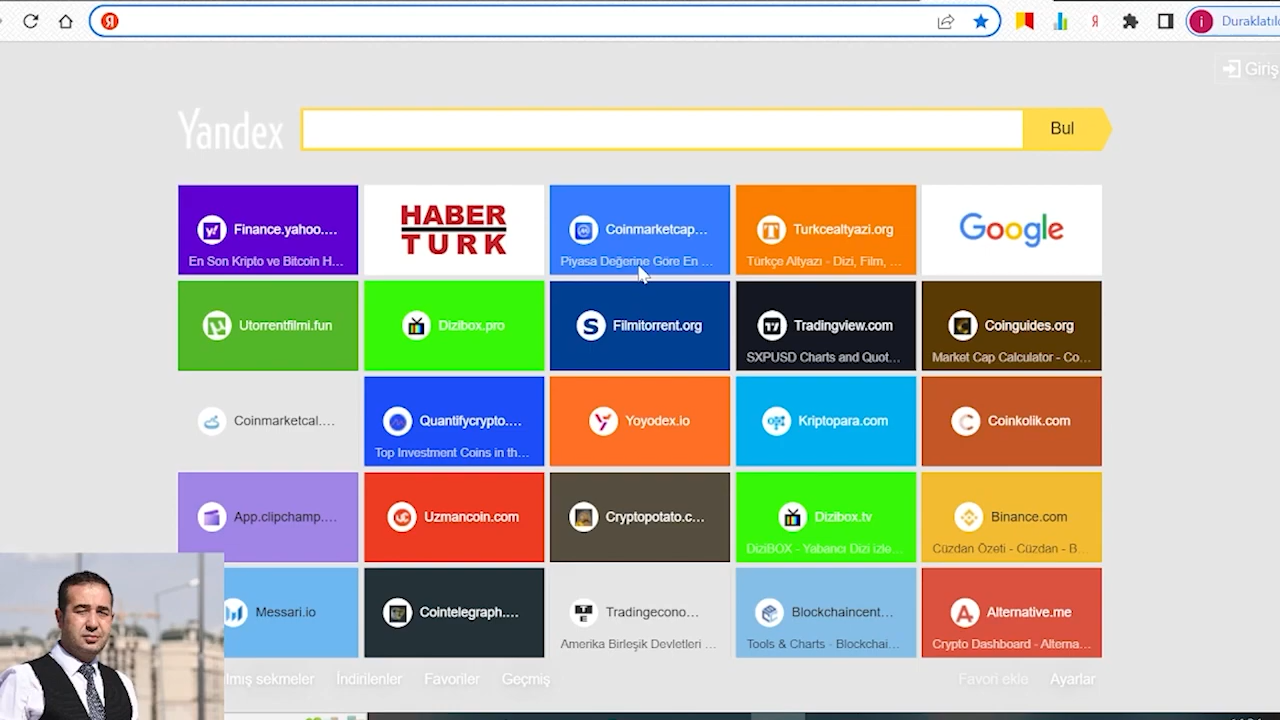 Duraklatıld
Giriş
Yandex
Bul
Finance.yahoo....
En Son Kripto ve Bitcoin H...
HABER
TURK
Coinmarketcap...
Piyasa Değerine Göre En ...
Turkcealtyazi.org
Türkçe Altyazı - Dizi, Film, ...
Google
Utorrentfilmi.fun
Dizibox.pro
Filmitorrent.org
Tradingview.com
SXPUSD Charts and Quot...
Coinguides.org
Market Cap Calculator - Co...
Coinmarketcal....
Quantifycrypto....
Top Investment Coins in th...
Yoyodex.io
Kriptopara.com
Coinkolik.com
App.clipchamp....
Uzmancoin.com
Cryptopotato.c...
Dizibox.tv
DiziBOX - Yabancı Dizi izle...
Binance.com
Cüzdan Özeti - Cüzdan - B...
Messari.io
Cointelegraph....
Tradingecono...
Amerika Birleşik Devletleri ...
Blockchaincent...
Tools & Charts - Blockchai...
Alternative.me
Crypto Dashboard - Alterna...
lmış sekmeler İndirilenler Favoriler Geçmiş Favori ekle Ayarlar